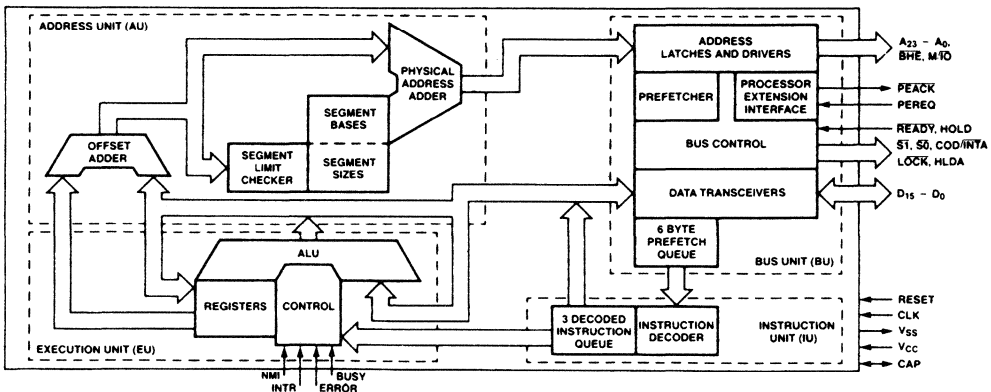 ADDRESS UNIT (AU)
OFFSET
ADDER
SEGMENT
LIMIT
CHECKER
SEGMENT
BASES
SEGMENT
SIZES
PHYSICAL
ADDRESS
ADDER
ADDRESS
LATCHES AND DRIVERS
PREFETCHER
PROCESSOR
EXTENSION
INTERFACE
BUS CONTROL
DATA TRANSCEIVERS
6 BYTE
PREFETCH
QUEUE
BUS UNIT (BU)
A23 – A0,
BHE, M/IO
PEACK
PEREQ
READY, HOLD
S1, S0, COD/INTA
LOCK, HLDA
D15 – D0
ALU
REGISTERS
CONTROL
EXECUTION UNIT (EU)
NMI
INTR
BUSY
ERROR
3 DECODED
INSTRUCTION
QUEUE
INSTRUCTION
DECODER
INSTRUCTION
UNIT (IU)
RESET
CLK
VSS
VCC
CAP